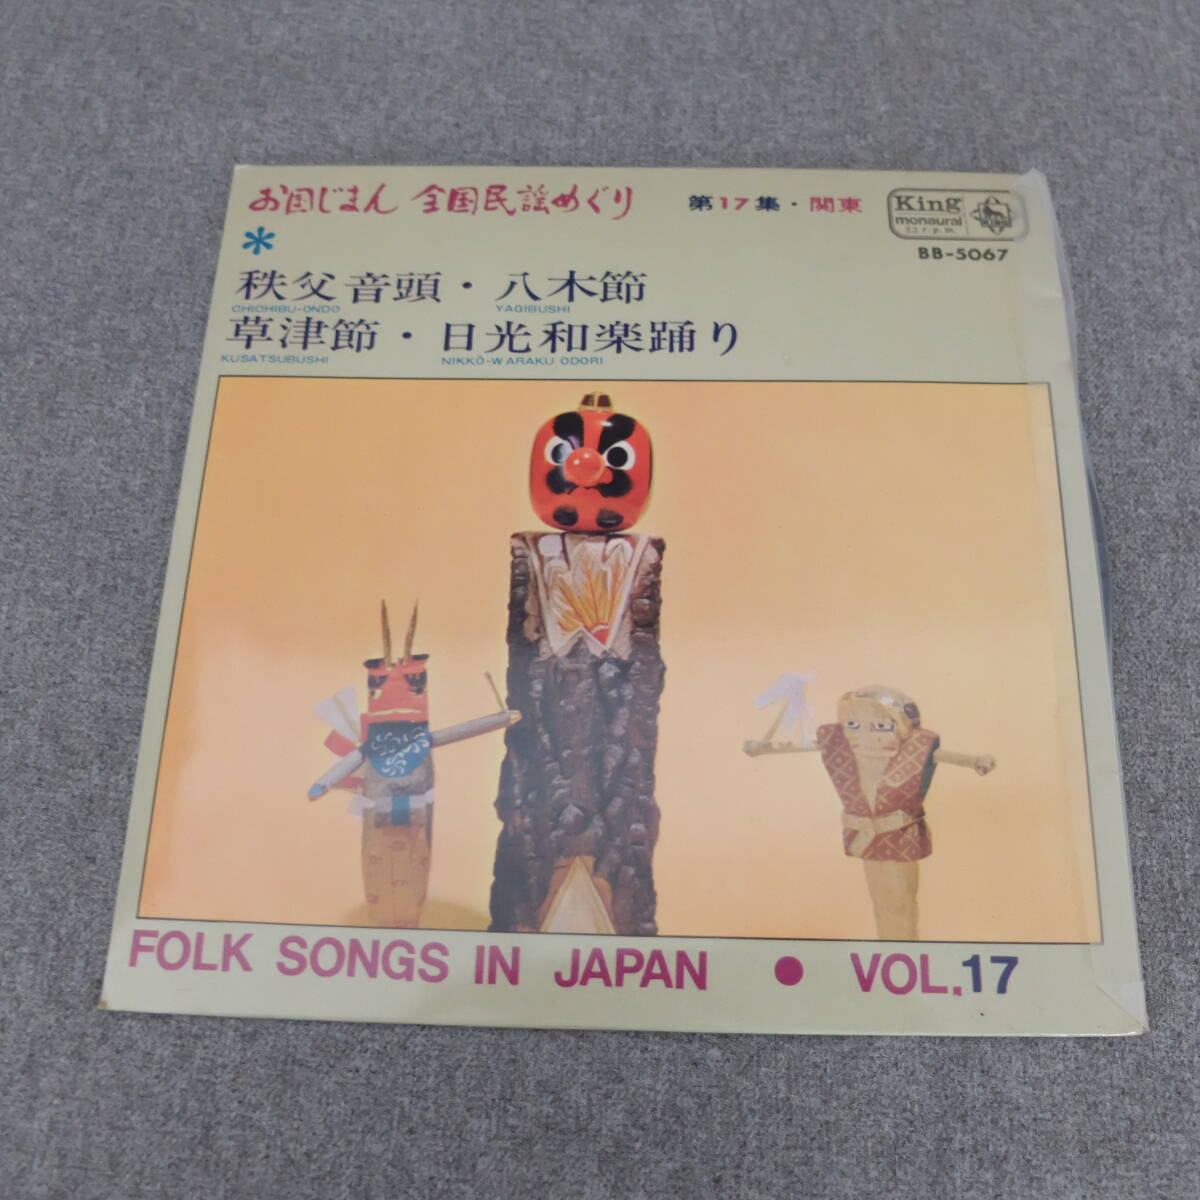 お国じまん 全国民謡めぐり 第17集・関東
King
monaural
33 r.p.m.
BB-5067
秩父音頭・八木節
CHICHIBU-ONDO YAGIBUSHI
草津節・日光和楽踊り
KUSATSUBUSHI NIKKŌ-WARAKU ODORI
FOLK SONGS IN JAPAN ● VOL.17